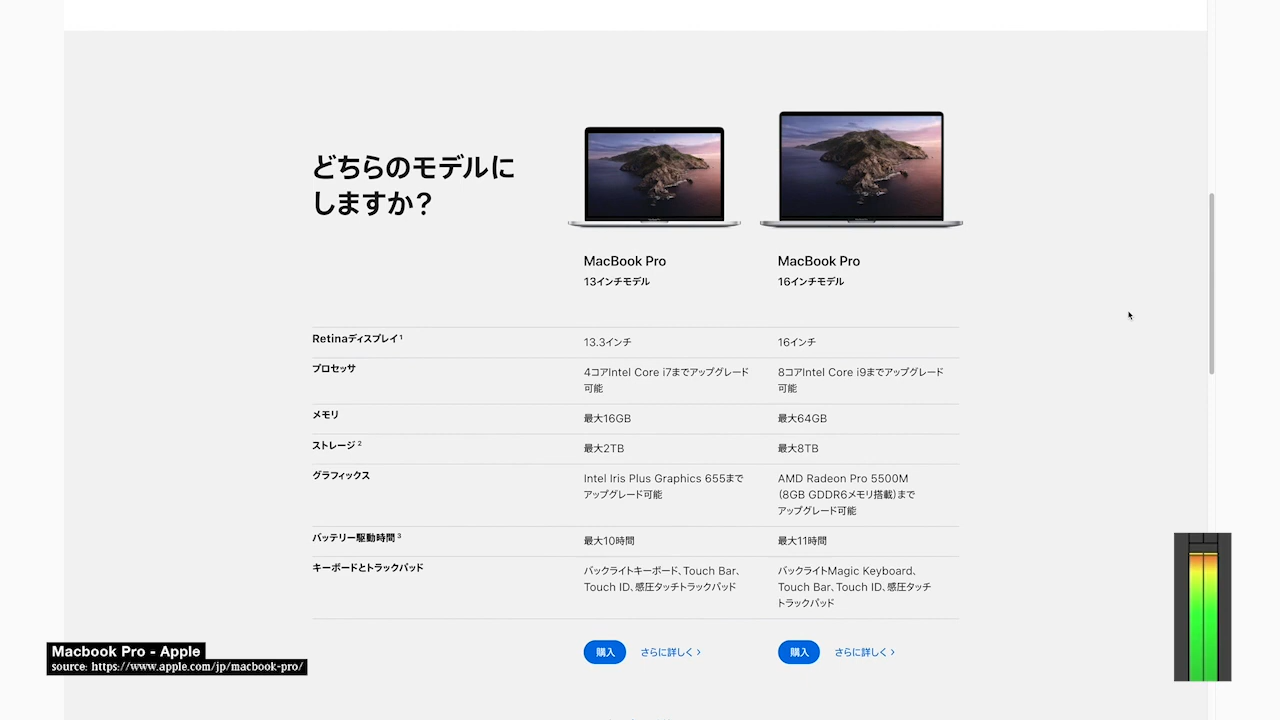 どちらのモデルに
しますか？
MacBook Pro
13インチモデル
MacBook Pro
16インチモデル
Retinaディスプレイ¹
13.3インチ
16インチ
プロセッサ
4コアIntel Core i7までアップグレード
可能
8コアIntel Core i9までアップグレード
可能
メモリ
最大16GB
最大64GB
ストレージ²
最大2TB
最大8TB
グラフィックス
Intel Iris Plus Graphics 655まで
アップグレード可能
AMD Radeon Pro 5500M
（8GB GDDR6メモリ搭載）まで
アップグレード可能
バッテリー駆動時間³
最大10時間
最大11時間
キーボードとトラックパッド
バックライトキーボード、Touch Bar、
Touch ID、感圧タッチトラックパッド
バックライトMagic Keyboard、
Touch Bar、Touch ID、感圧タッチ
トラックパッド
購入
さらに詳しく ›
購入
さらに詳しく ›
Macbook Pro - Apple
source: https://www.apple.com/jp/macbook-pro/